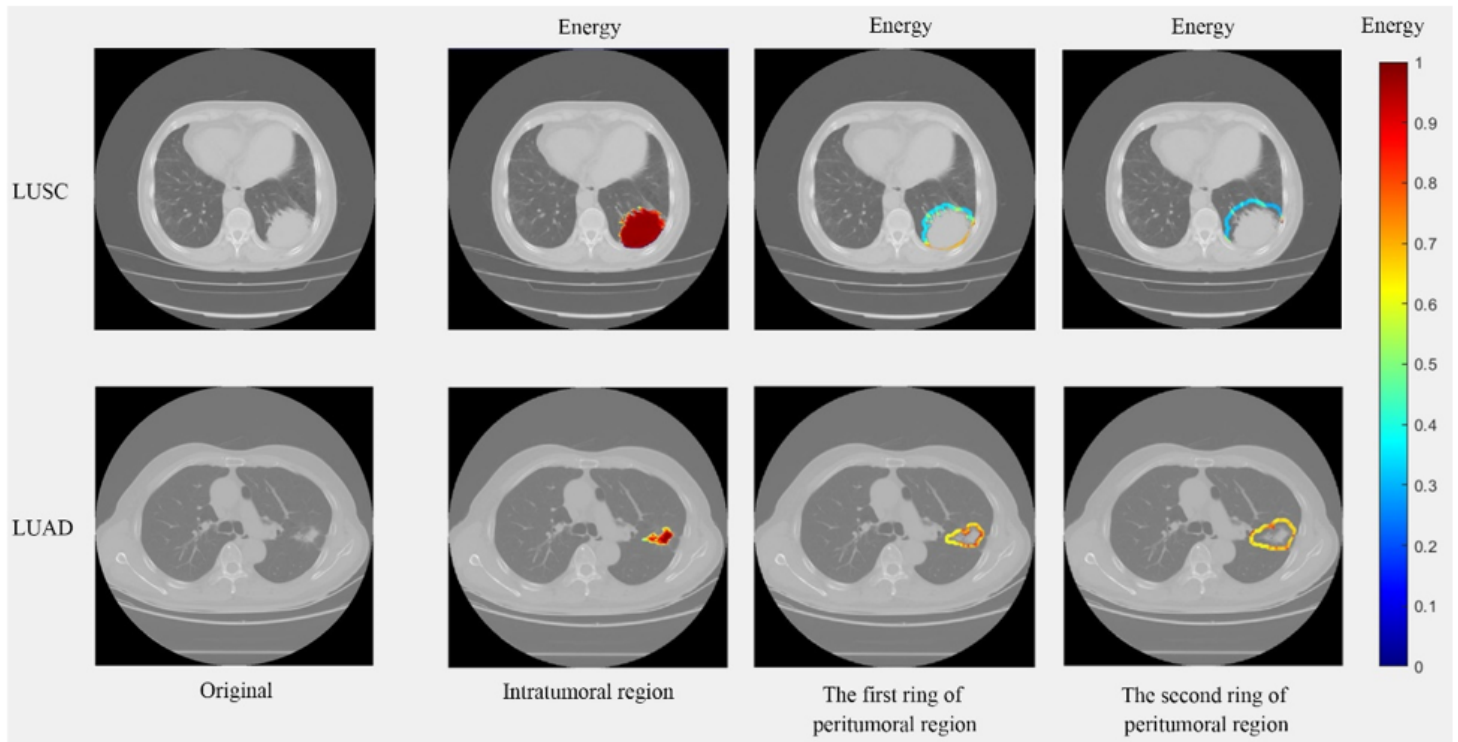 Energy
Energy
Energy
Energy
LUSC
1
0.9
0.8
0.7
0.6
0.5
0.4
0.3
0.2
0.1
0
LUAD
Original
Intratumoral region
The first ring of
peritumoral region
The second ring of
peritumoral region